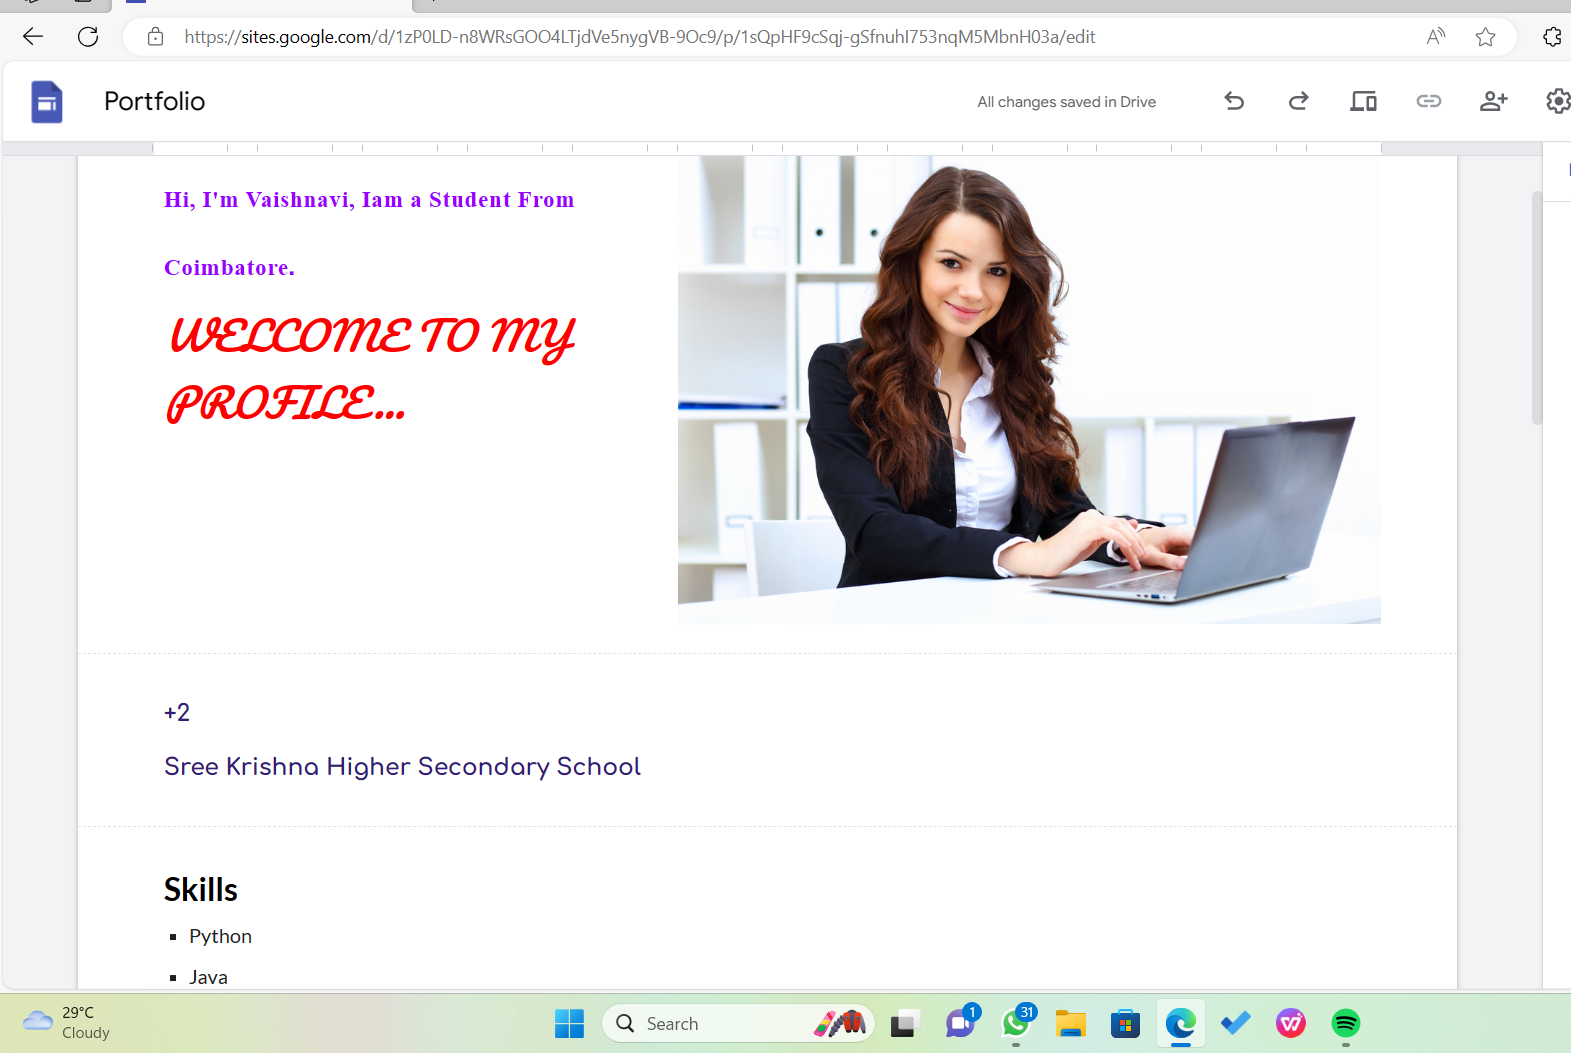 https://sites.google.com/d/1zP0LD-n8WRsGOO4LTjdVe5nygVB-9Oc9/p/1sQpHF9cSqj-gSfnuhI753nqM5MbnH03a/edit
Portfolio
All changes saved in Drive
Hi, I'm Vaishnavi, Iam a Student From
Coimbatore.
WELCOME TO MY
PROFILE...
+2
Sree Krishna Higher Secondary School
Skills
Python
Java
29°C
Cloudy
Search
1
31